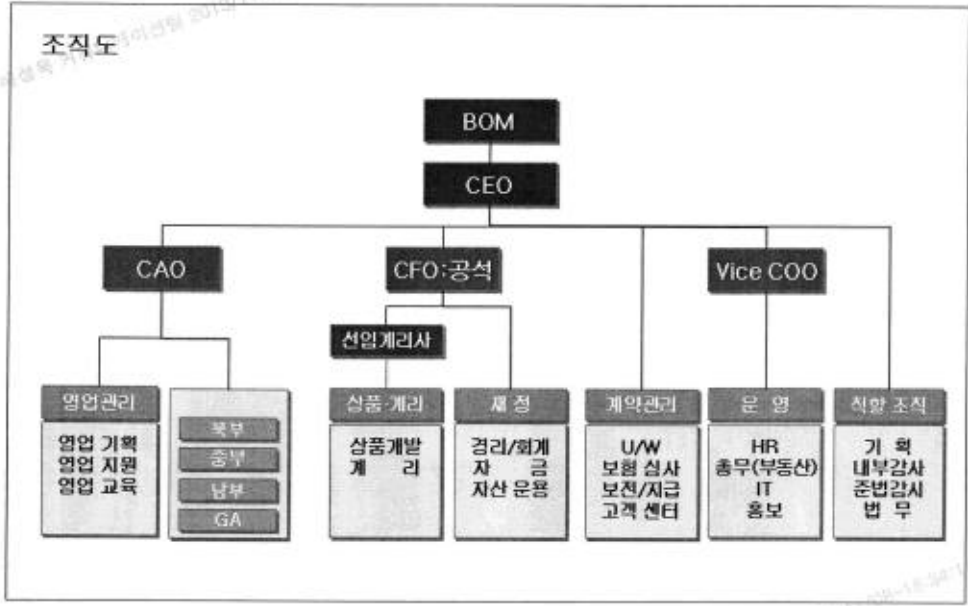 조직도
BOM
CEO
CAO
CFO:공석
Vice COO
선임계리사
영업관리
영업 기획
영업 지원
영업 교육
북부
중부
남부
GA
상품·계리
상품개발
계 리
재 정
경리/회계
자 금
자산 운용
계약관리
U/W
보험 심사
보전/지급
고객 센터
운 영
HR
총무(부동산)
IT
홍보
직할 조직
기 획
내부감사
준법감시
법 무